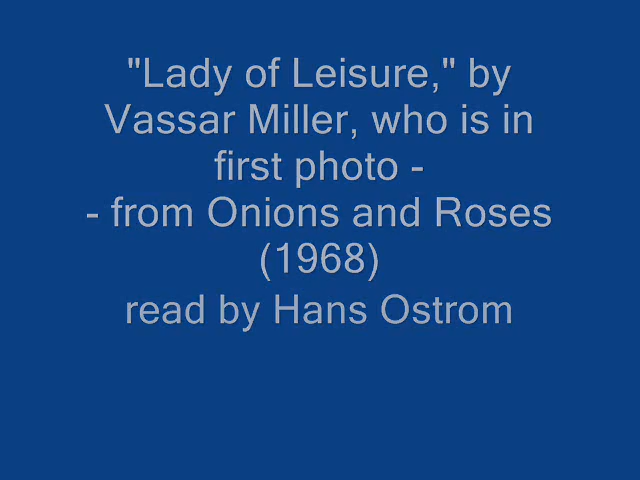 "Lady of Leisure," by
Vassar Miller, who is in
first photo -
- from Onions and Roses
(1968)
read by Hans Ostrom